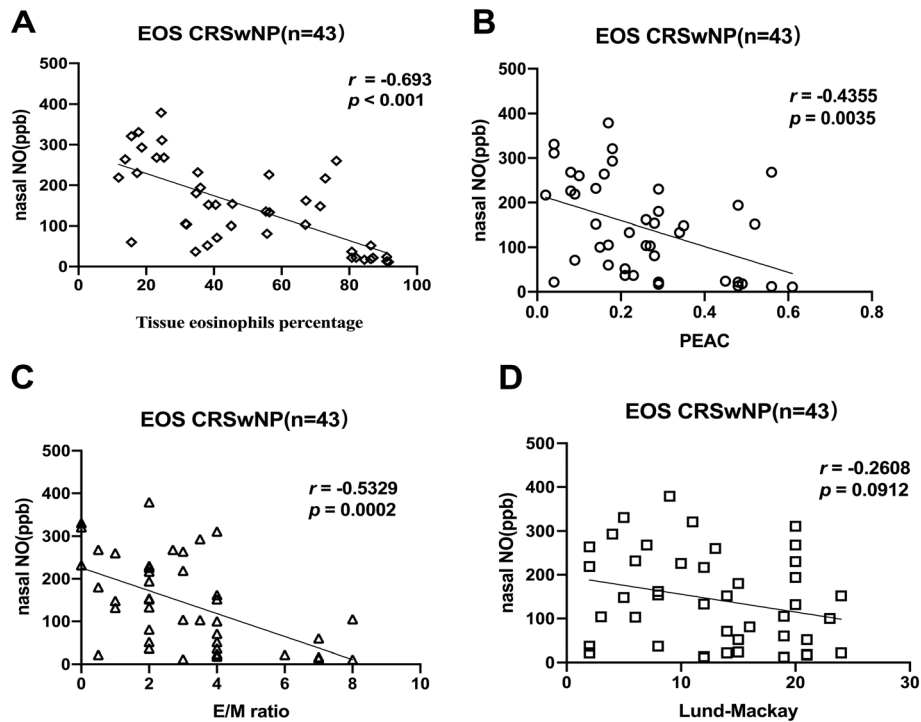 A
EOS CRSwNP(n=43)
r = -0.693
p < 0.001
nasal NO(ppb)
500
400
300
200
100
0
0 20 40 60 80 100
Tissue eosinophils percentage
B
EOS CRSwNP(n=43)
r = -0.4355
p = 0.0035
nasal NO(ppb)
500
400
300
200
100
0
0.0 0.2 0.4 0.6 0.8
PEAC
C
EOS CRSwNP(n=43)
r = -0.5329
p = 0.0002
nasal NO(ppb)
500
400
300
200
100
0
0 2 4 6 8 10
E/M ratio
D
EOS CRSwNP(n=43)
r = -0.2608
p = 0.0912
nasal NO(ppb)
500
400
300
200
100
0
0 10 20 30
Lund-Mackay